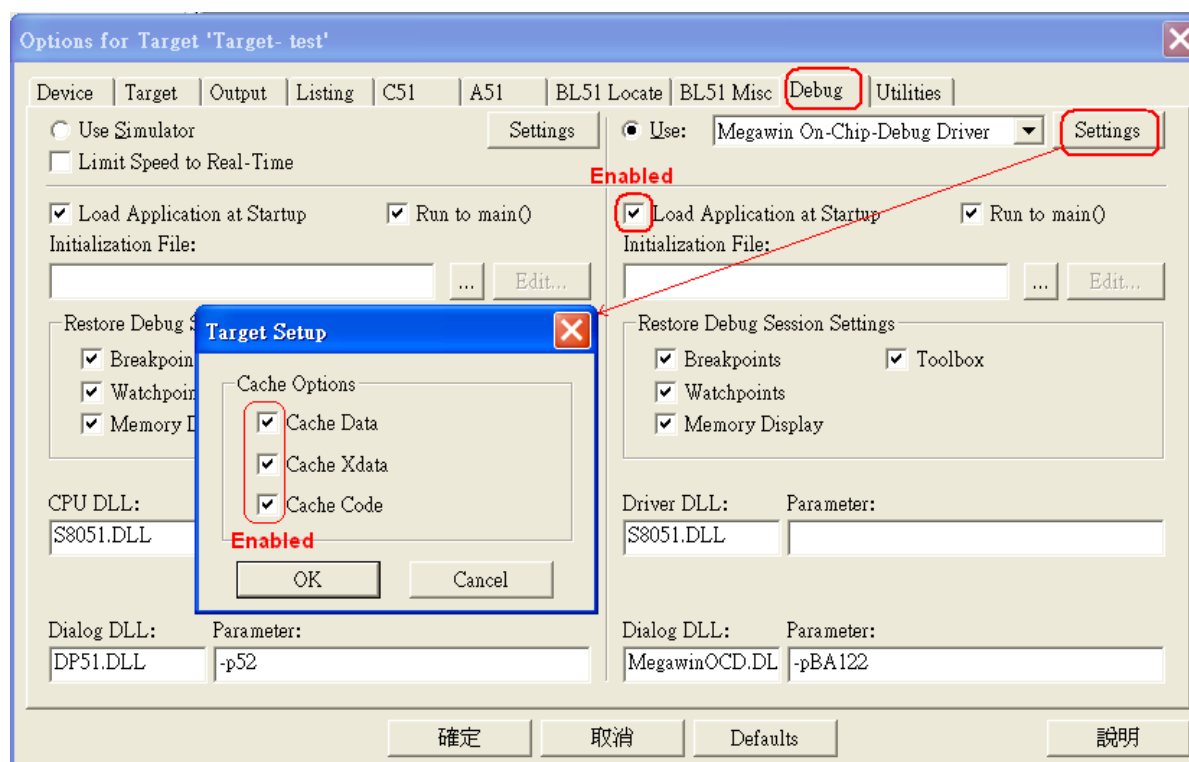 Options for Target 'Target- test'
Device Target Output Listing C51 A51 BL51 Locate BL51 Misc Debug Utilities
Use Simulator Settings Use: Megawin On-Chip-Debug Driver Settings
Limit Speed to Real-Time
Enabled
Load Application at Startup Run to main() Load Application at Startup Run to main()
Initialization File: Initialization File:
... Edit... ... Edit...
Restore Debug Restore Debug Session Settings
Target Setup
Breakpoin Breakpoints Toolbox
Cache Options
Watchpoin Watchpoints
Cache Data
Memory Memory Display
Cache Xdata
Cache Code
Enabled
OK Cancel
CPU DLL: Driver DLL: Parameter:
S8051.DLL S8051.DLL
Dialog DLL: Parameter: Dialog DLL: Parameter:
DP51.DLL -p52 MegawinOCD.DL -pBA122
確定 取消 Defaults 說明